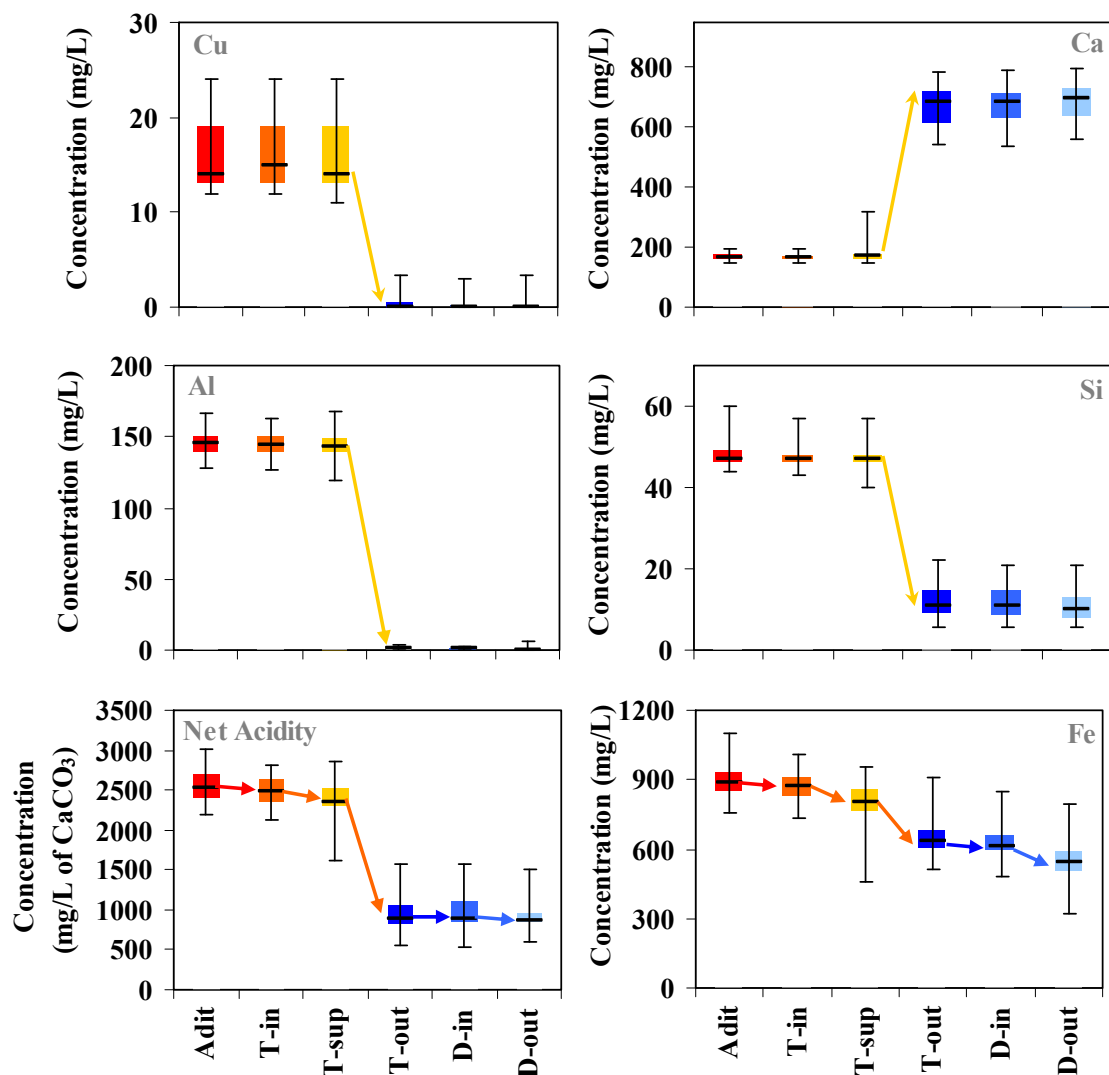 Cu
Concentration (mg/L)
30
20
10
0
Ca
Concentration (mg/L)
800
600
400
200
0
Al
Concentration (mg/L)
200
150
100
50
0
Si
Concentration (mg/L)
60
40
20
0
Net Acidity
Concentration
(mg/L of CaCO₃)
3500
3000
2500
2000
1500
1000
500
0
Fe
Concentration (mg/L)
1200
900
600
300
0
Adit
T-in
T-sup
T-out
D-in
D-out
Adit
T-in
T-sup
T-out
D-in
D-out